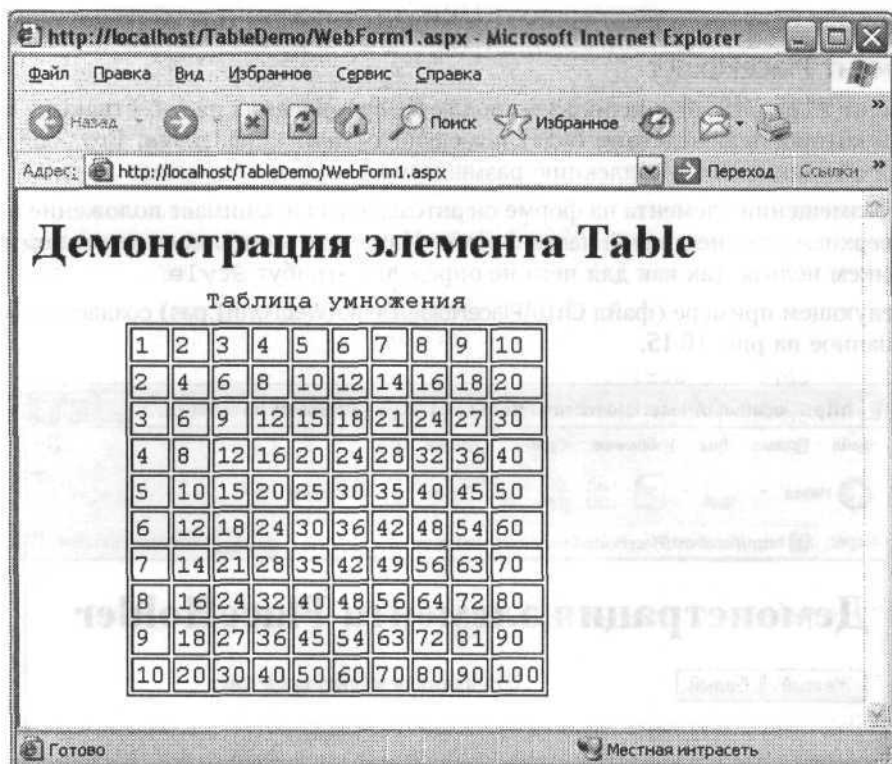 http://localhost/TableDemo/WebForm1.aspx - Microsoft Internet Explorer
Файл Правка Вид Избранное Сервис Справка
Назад Поиск Избранное »
Адрес: http://localhost/TableDemo/WebForm1.aspx Переход Ссылки »
Демонстрация элемента Table
Таблица умножения
1 2 3 4 5 6 7 8 9 10
2 4 6 8 10 12 14 16 18 20
3 6 9 12 15 18 21 24 27 30
4 8 12 16 20 24 28 32 36 40
5 10 15 20 25 30 35 40 45 50
6 12 18 24 30 36 42 48 54 60
7 14 21 28 35 42 49 56 63 70
8 16 24 32 40 48 56 64 72 80
9 18 27 36 45 54 63 72 81 90
10 20 30 40 50 60 70 80 90 100
Готово Местная интрасеть